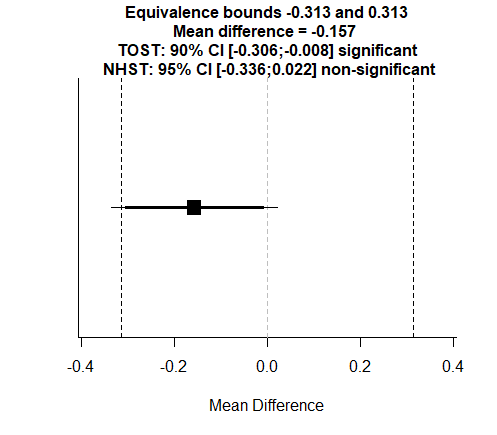 Equivalence bounds -0.313 and 0.313
Mean difference = -0.157
TOST: 90% CI [-0.306;-0.008] significant
NHST: 95% CI [-0.336;0.022] non-significant
-0.4 -0.2 0.0 0.2 0.4
Mean Difference